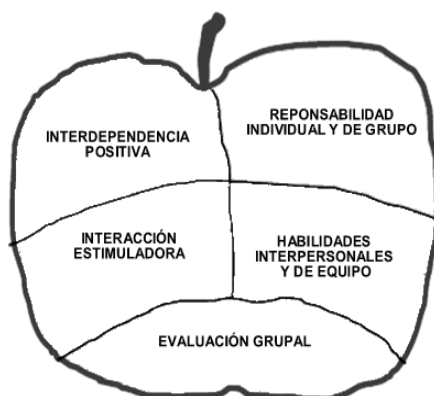 INTERDEPENDENCIA
POSITIVA
REPONSABILIDAD
INDIVIDUAL Y DE GRUPO
INTERACCIÓN
ESTIMULADORA
HABILIDADES
INTERPERSONALES
Y DE EQUIPO
EVALUACIÓN GRUPAL